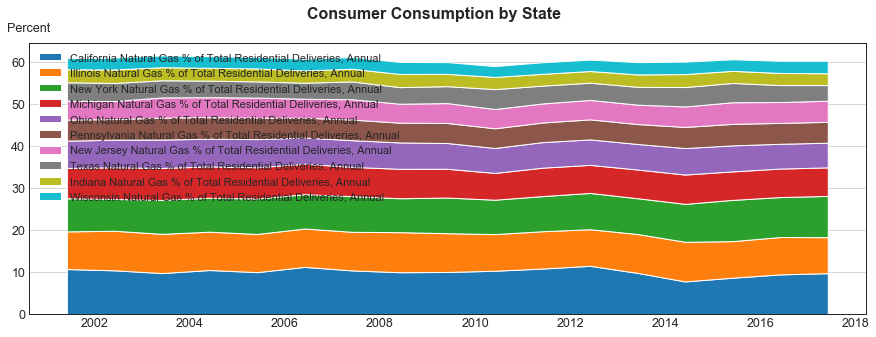 Consumer Consumption by State
Percent
60
50
40
30
20
10
0
California Natural Gas % of Total Residential Deliveries, Annual
Illinois Natural Gas % of Total Residential Deliveries, Annual
New York Natural Gas % of Total Residential Deliveries, Annual
Michigan Natural Gas % of Total Residential Deliveries, Annual
Ohio Natural Gas % of Total Residential Deliveries, Annual
Pennsylvania Natural Gas % of Total Residential Deliveries, Annual
New Jersey Natural Gas % of Total Residential Deliveries, Annual
Texas Natural Gas % of Total Residential Deliveries, Annual
Indiana Natural Gas % of Total Residential Deliveries, Annual
Wisconsin Natural Gas % of Total Residential Deliveries, Annual
2002 2004 2006 2008 2010 2012 2014 2016 2018